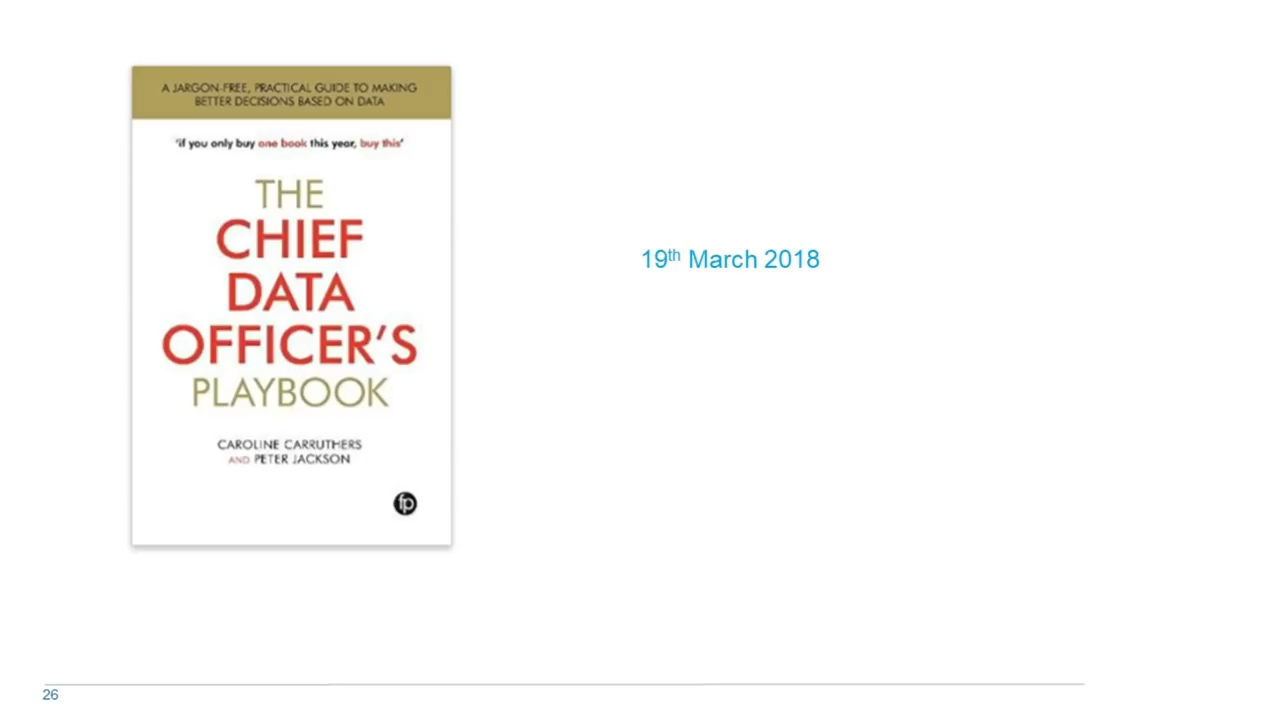 A JARGON-FREE, PRACTICAL GUIDE TO MAKING
BETTER DECISIONS BASED ON DATA
'if you only buy one book this year, buy this'
THE
CHIEF
DATA
OFFICER'S
PLAYBOOK
CAROLINE CARRUTHERS
AND PETER JACKSON
fp
19th March 2018
26